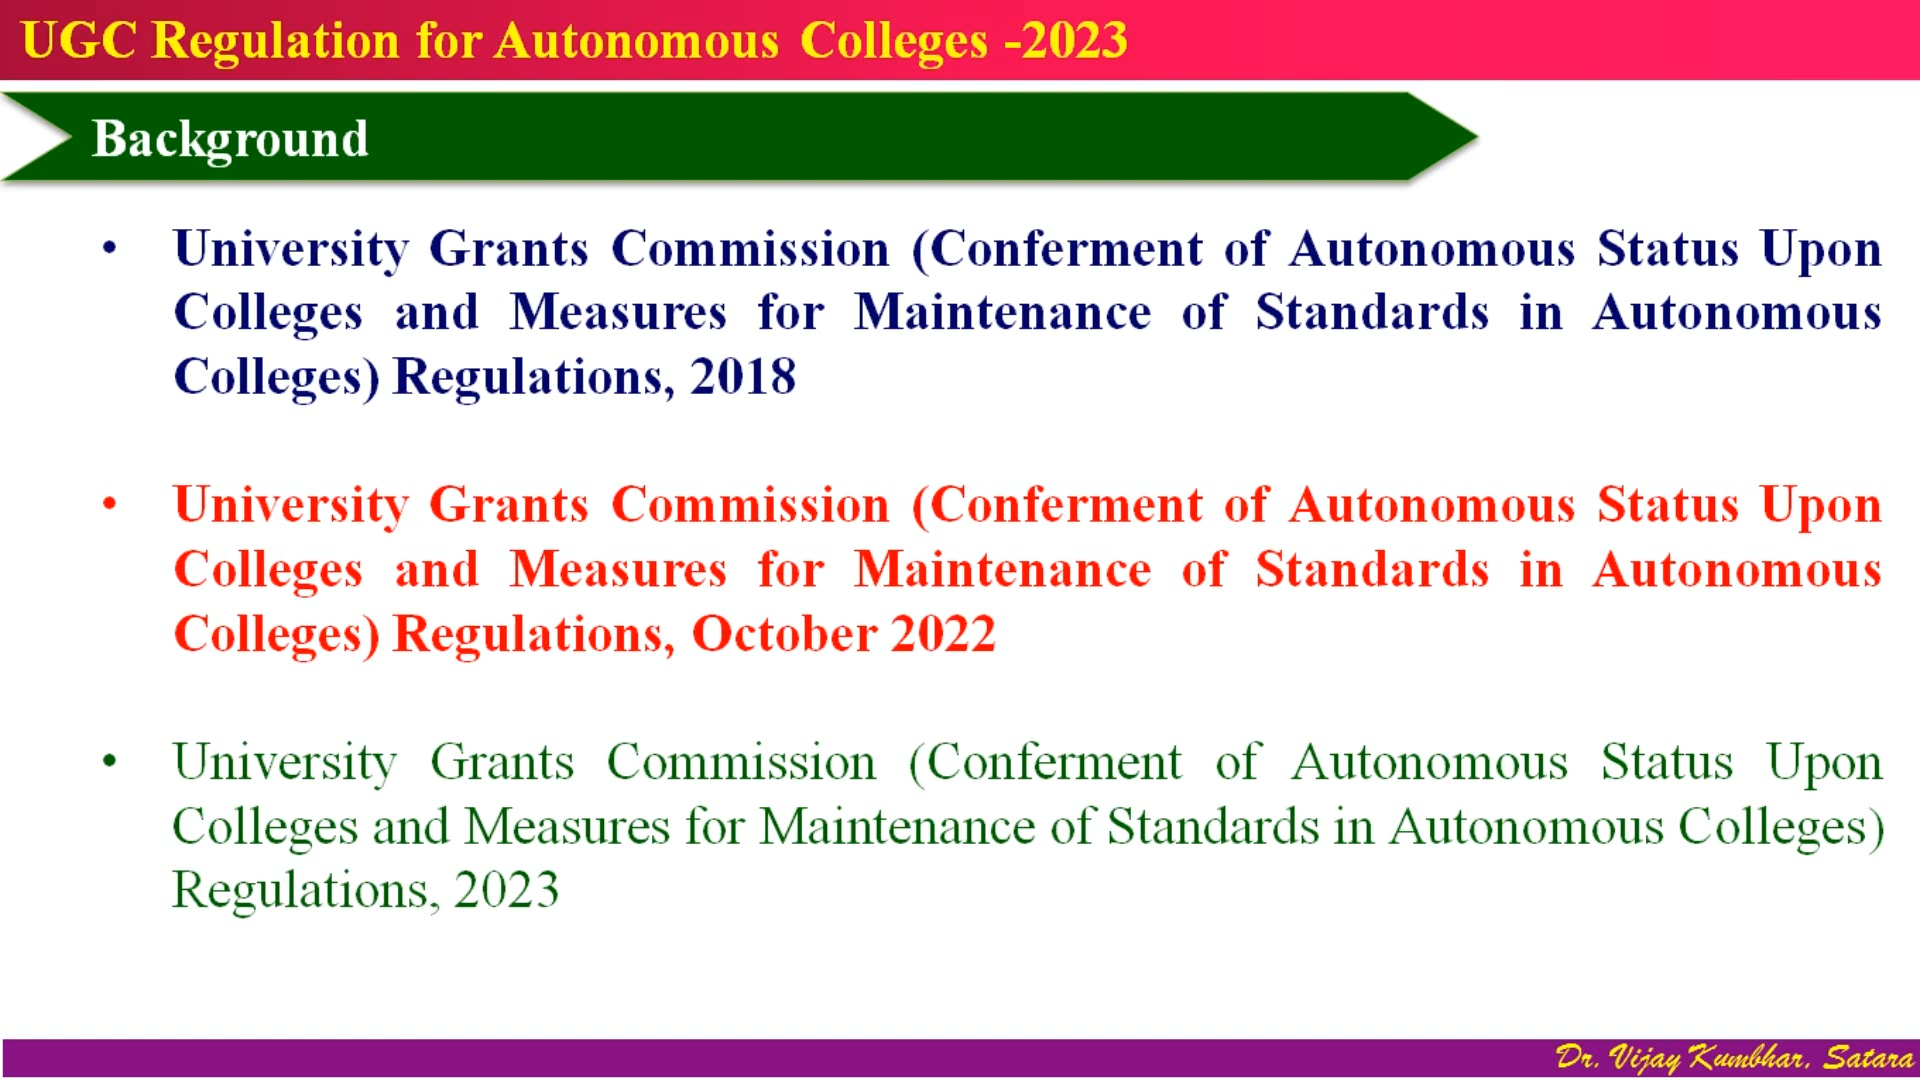 UGC Regulation for Autonomous Colleges -2023
Background
• University Grants Commission (Conferment of Autonomous Status Upon
Colleges and Measures for Maintenance of Standards in Autonomous
Colleges) Regulations, 2018
• University Grants Commission (Conferment of Autonomous Status Upon
Colleges and Measures for Maintenance of Standards in Autonomous
Colleges) Regulations, October 2022
• University Grants Commission (Conferment of Autonomous Status Upon
Colleges and Measures for Maintenance of Standards in Autonomous Colleges)
Regulations, 2023
Dr. Vijay Kumbhar, Satara